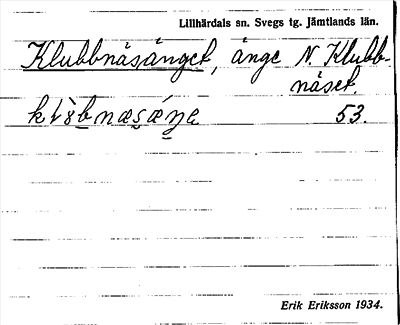 Lillhärdals sn. Svegs tg. Jämtlands län.
Klubbnäsänget, änge N. Klubb-
näset.
53.
Erik Eriksson 1934.